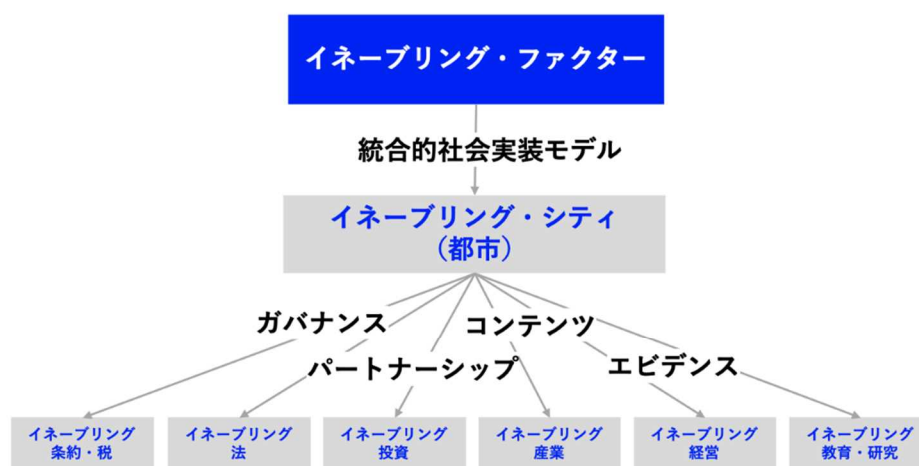 イネーブリング・ファクター
統合的社会実装モデル
イネーブリング・シティ
（都市）
ガバナンス
コンテンツ
パートナーシップ
エビデンス
イネーブリング
条約・税
イネーブリング
法
イネーブリング
投資
イネーブリング
産業
イネーブリング
経営
イネーブリング
教育・研究